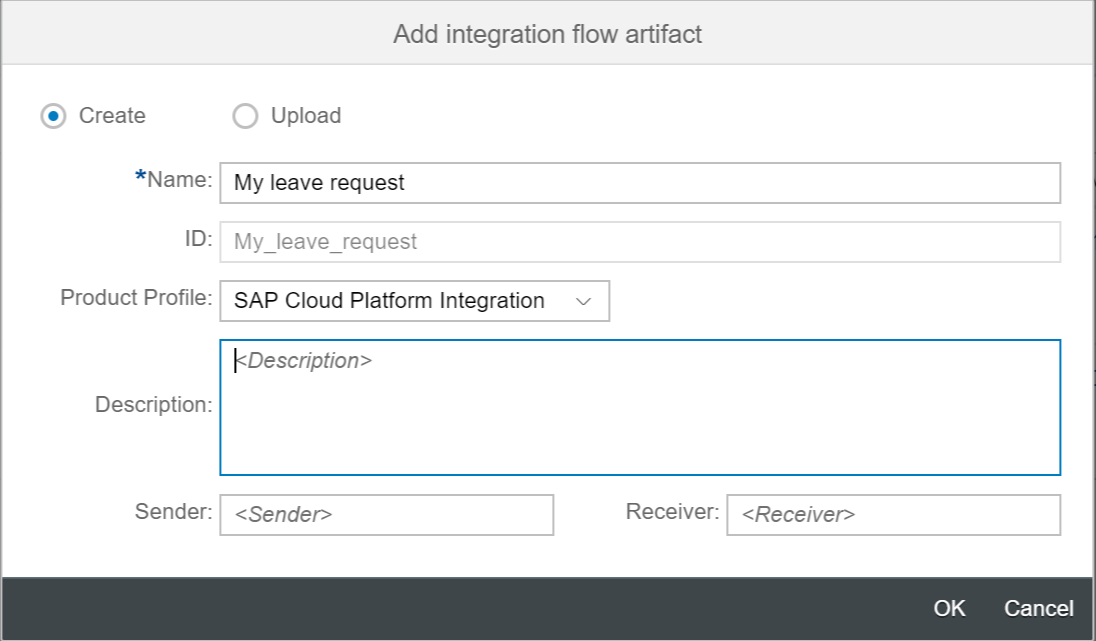 Add integration flow artifact
Create Upload
*Name: My leave request
ID: My_leave_request
Product Profile: SAP Cloud Platform Integration
<Description>
Description:
Sender: <Sender> Receiver: <Receiver>
OK Cancel